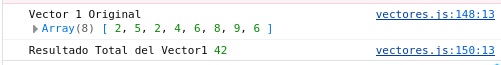 Vector 1 Original vectores.js:148:13
Array(8) [ 2, 5, 2, 4, 6, 8, 9, 6 ]
Resultado Total del Vector1 42 vectores.js:150:13